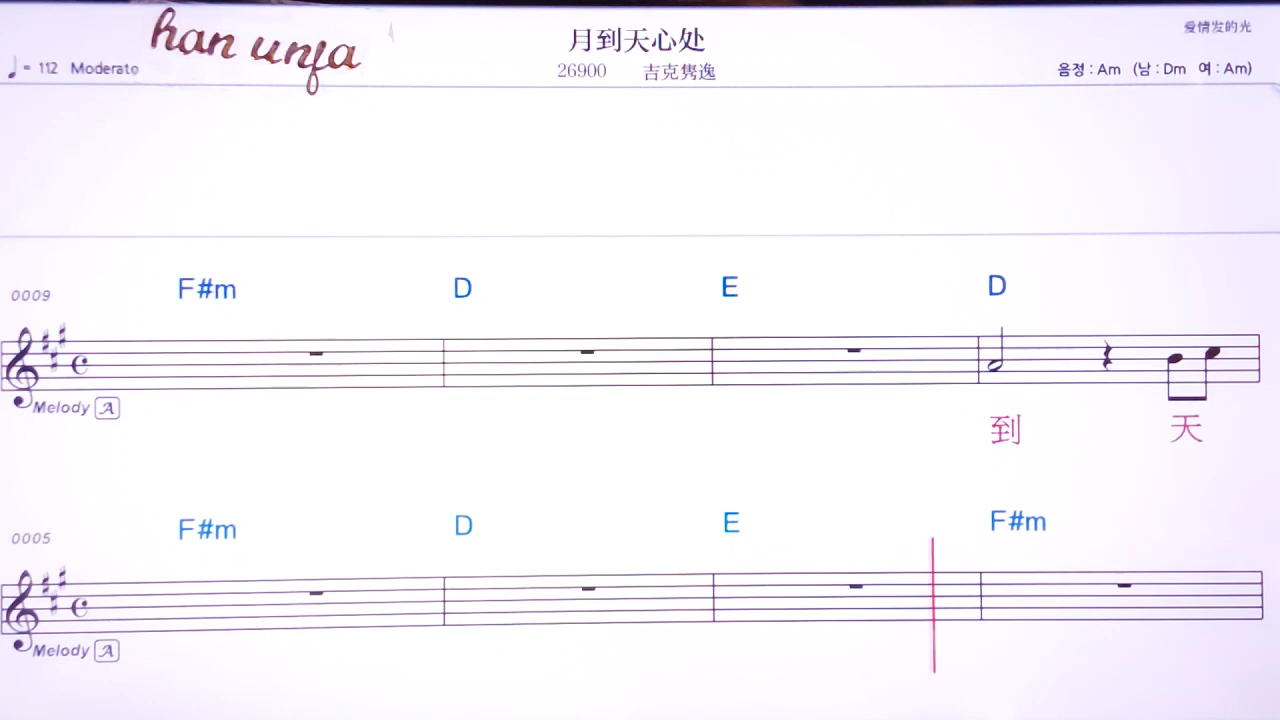 han unfa
月到天心处
爱情发的光
♩= 112 Moderato
26900 吉克隽逸
음정 : Am (남 : Dm 여 : Am)
0009
F#m D E D
Melody A
到 天
0005
F#m D E F#m
Melody A